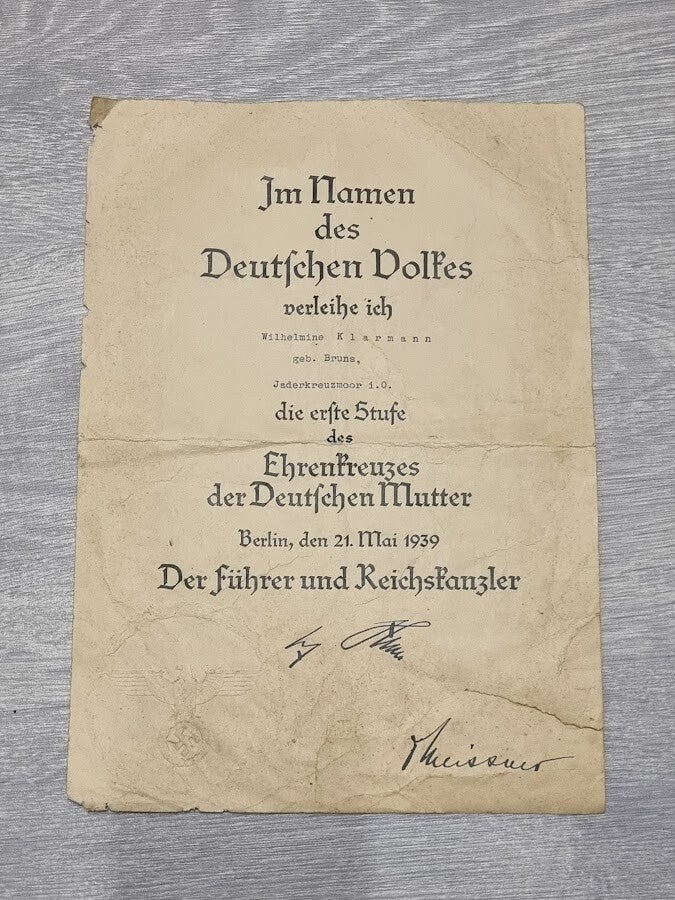 Im Namen
des
Deutschen Volkes
verleihe ich
Wilhelmine Klarmann
geb. Bruns,
Jaderkreuzmoor i.O.
die erste Stufe
des
Ehrenkreuzes
der Deutschen Mutter
Berlin, den 21. Mai 1939
Der Führer und Reichskanzler
Meissner